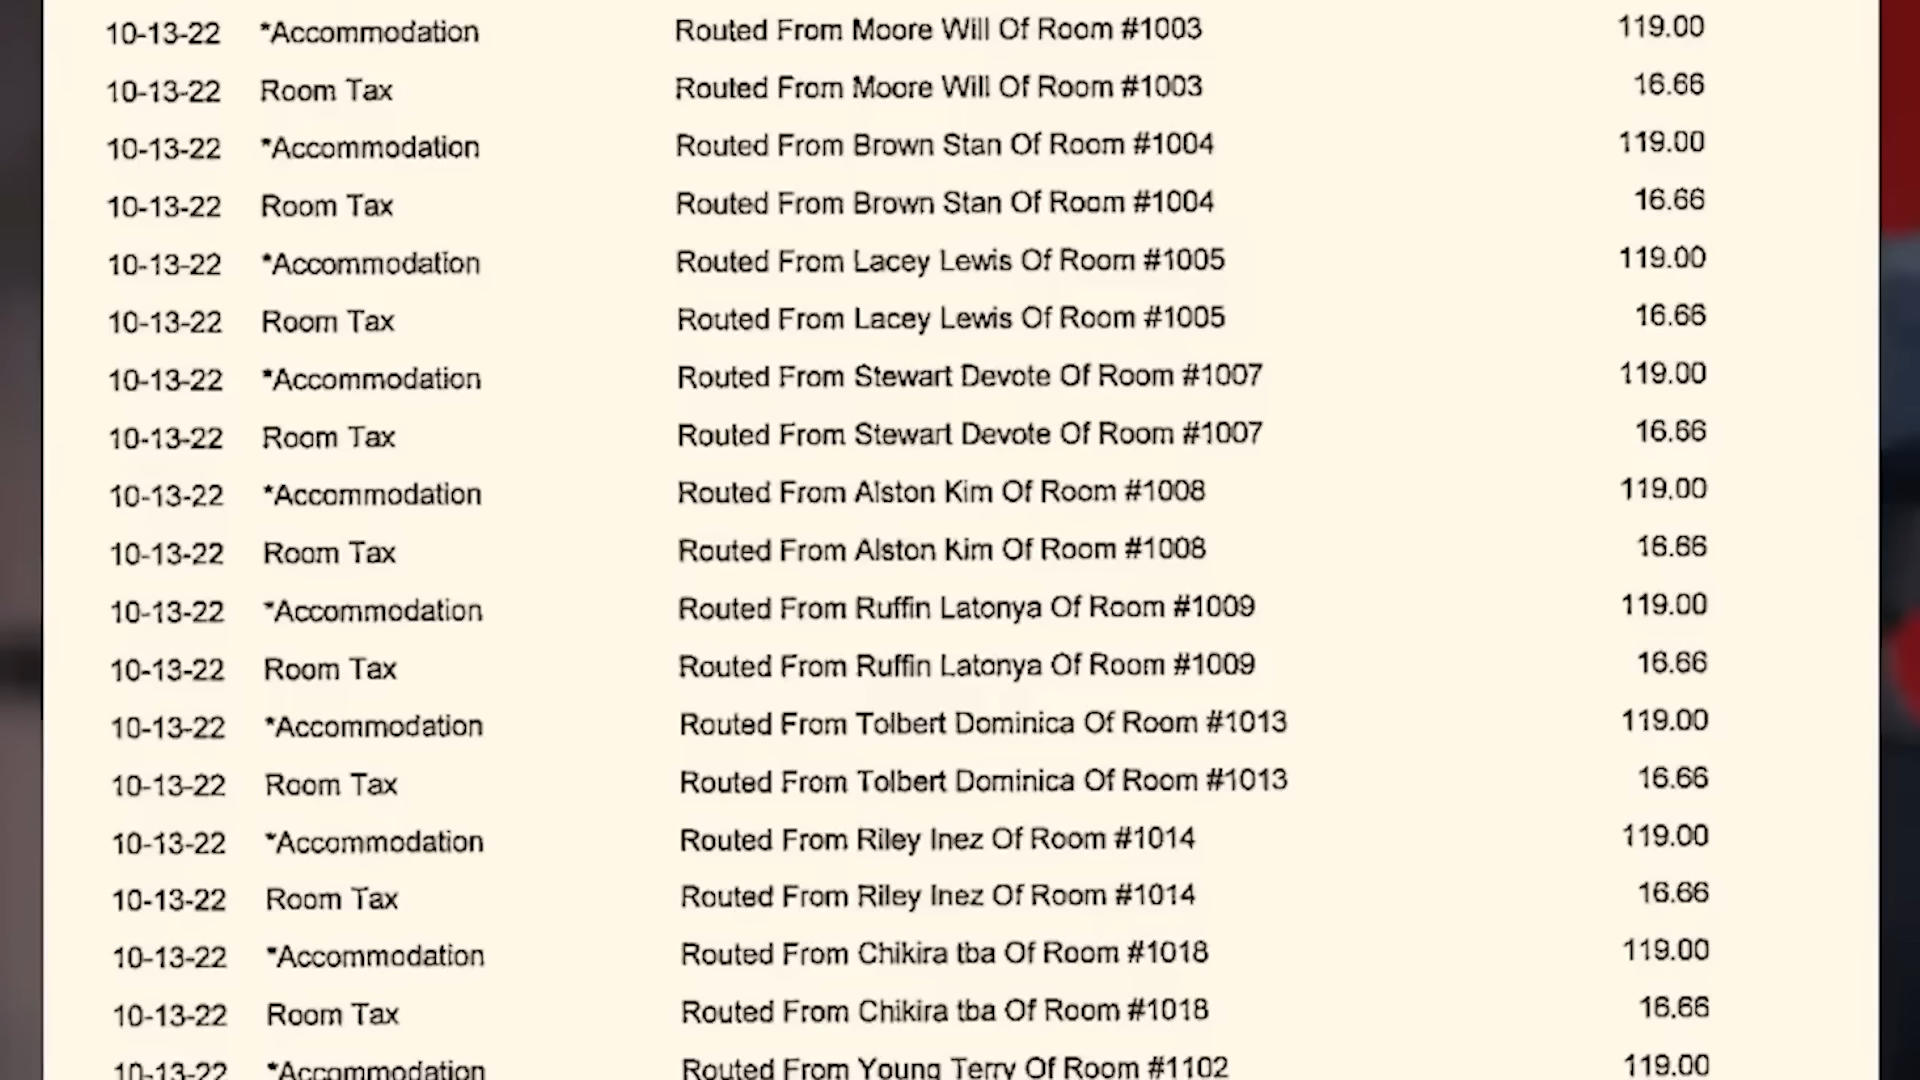 10-13-22 *Accommodation Routed From Moore Will Of Room #1003 119.00
10-13-22 Room Tax Routed From Moore Will Of Room #1003 16.66
10-13-22 *Accommodation Routed From Brown Stan Of Room #1004 119.00
10-13-22 Room Tax Routed From Brown Stan Of Room #1004 16.66
10-13-22 *Accommodation Routed From Lacey Lewis Of Room #1005 119.00
10-13-22 Room Tax Routed From Lacey Lewis Of Room #1005 16.66
10-13-22 *Accommodation Routed From Stewart Devote Of Room #1007 119.00
10-13-22 Room Tax Routed From Stewart Devote Of Room #1007 16.66
10-13-22 *Accommodation Routed From Alston Kim Of Room #1008 119.00
10-13-22 Room Tax Routed From Alston Kim Of Room #1008 16.66
10-13-22 *Accommodation Routed From Ruffin Latonya Of Room #1009 119.00
10-13-22 Room Tax Routed From Ruffin Latonya Of Room #1009 16.66
10-13-22 *Accommodation Routed From Tolbert Dominica Of Room #1013 119.00
10-13-22 Room Tax Routed From Tolbert Dominica Of Room #1013 16.66
10-13-22 *Accommodation Routed From Riley Inez Of Room #1014 119.00
10-13-22 Room Tax Routed From Riley Inez Of Room #1014 16.66
10-13-22 *Accommodation Routed From Chikira tba Of Room #1018 119.00
10-13-22 Room Tax Routed From Chikira tba Of Room #1018 16.66
10-13-22 *Accommodation Routed From Young Terry Of Room #1102 119.00